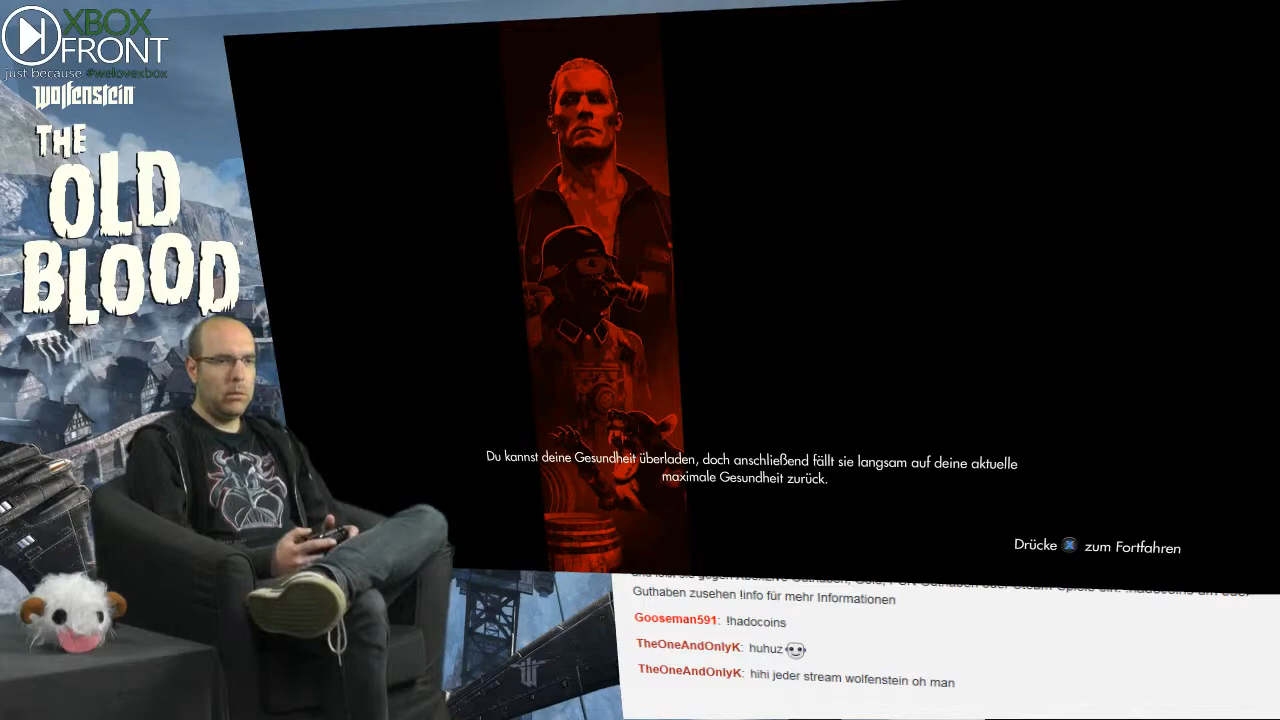 XBOX
FRONT
just because #welovexbox
Wolfenstein
THE
OLD
BLOOD
Du kannst deine Gesundheit überladen, doch anschließend fällt sie langsam auf deine aktuelle
maximale Gesundheit zurück.
Drücke X zum Fortfahren
Guthaben zusehen !info für mehr Informationen
Gooseman591: !hadocoins
TheOneAndOnlyK: huhuz
TheOneAndOnlyK: hihi jeder stream wolfenstein oh man